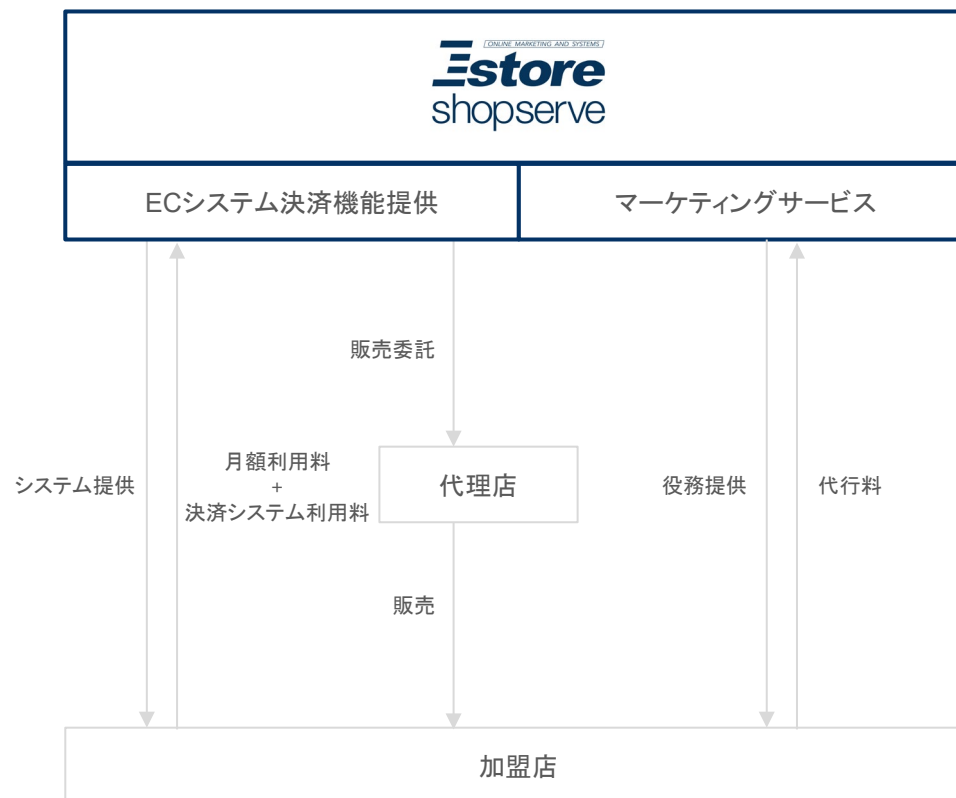 ONLINE MARKETING AND SYSTEMS
Estore
shopserve
ECシステム決済機能提供
マーケティングサービス
販売委託
システム提供
月額利用料
+
決済システム利用料
代理店
役務提供
代行料
販売
加盟店